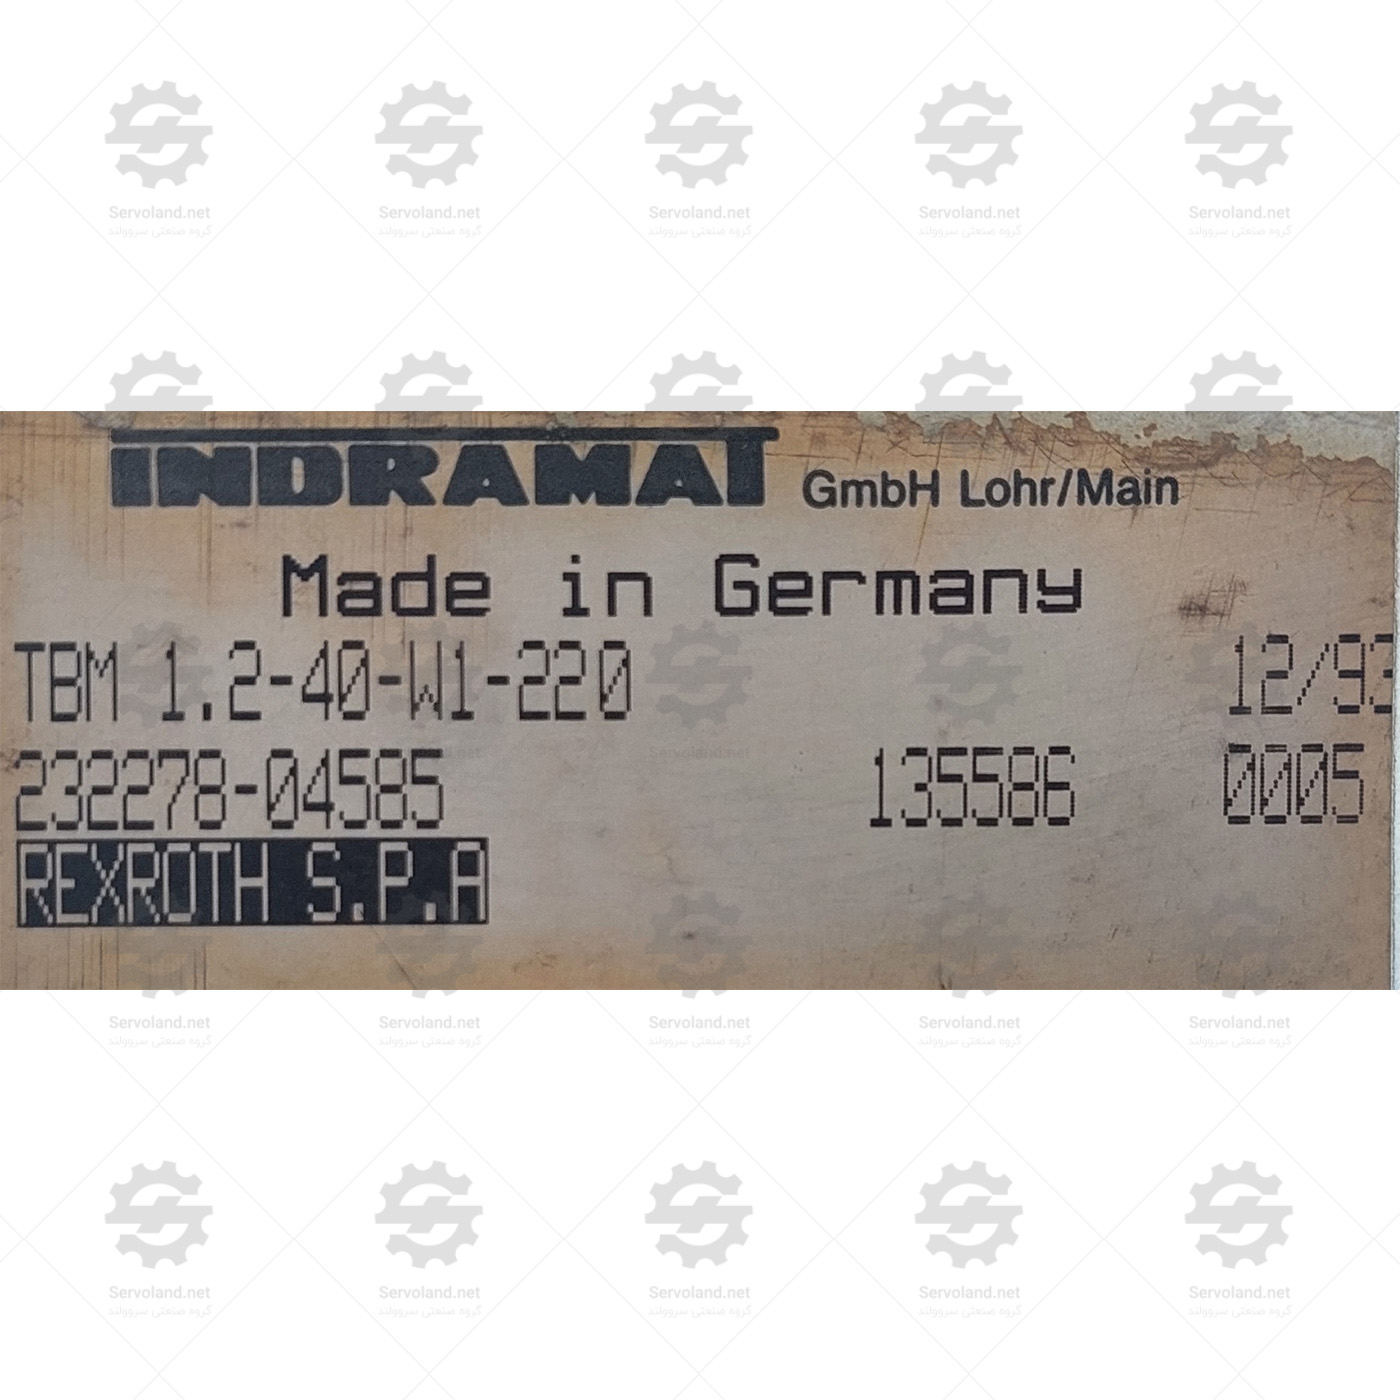 INDRAMAT GmbH Lohr/Main
Made in Germany
TBM 1.2-40-W1-220 12/93
232278-04585 135586 0005
REXROTH S.P.A
Servoland.net
گروه صنعتی سروولند